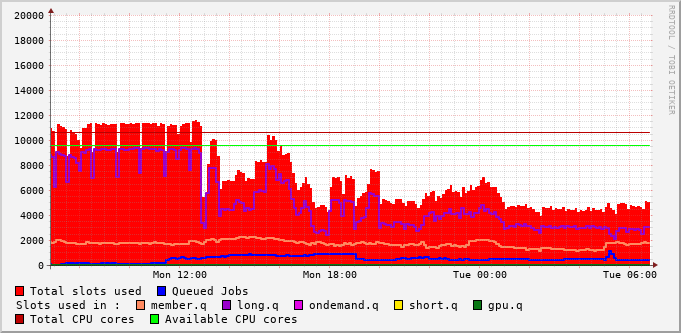 20000
18000
16000
14000
12000
10000
8000
6000
4000
2000
0
Mon 12:00 Mon 18:00 Tue 00:00 Tue 06:00
RRDTOOL / TOBI OETIKER
Total slots used Queued Jobs
Slots used in : member.q long.q ondemand.q short.q gpu.q
Total CPU cores Available CPU cores